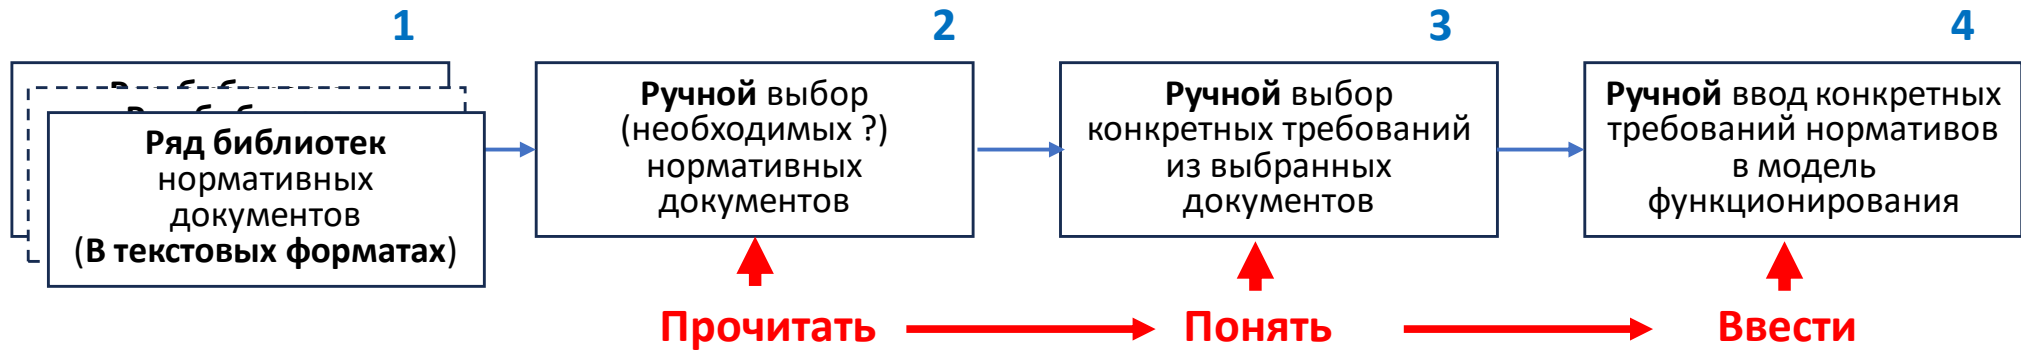 1
Ряд библиотек
нормативных
документов
(В текстовых форматах)
2
Ручной выбор
(необходимых ?)
нормативных
документов
3
Ручной выбор
конкретных требований
из выбранных
документов
4
Ручной ввод конкретных
требований нормативов
в модель
функционирования
Прочитать
Понять
Ввести